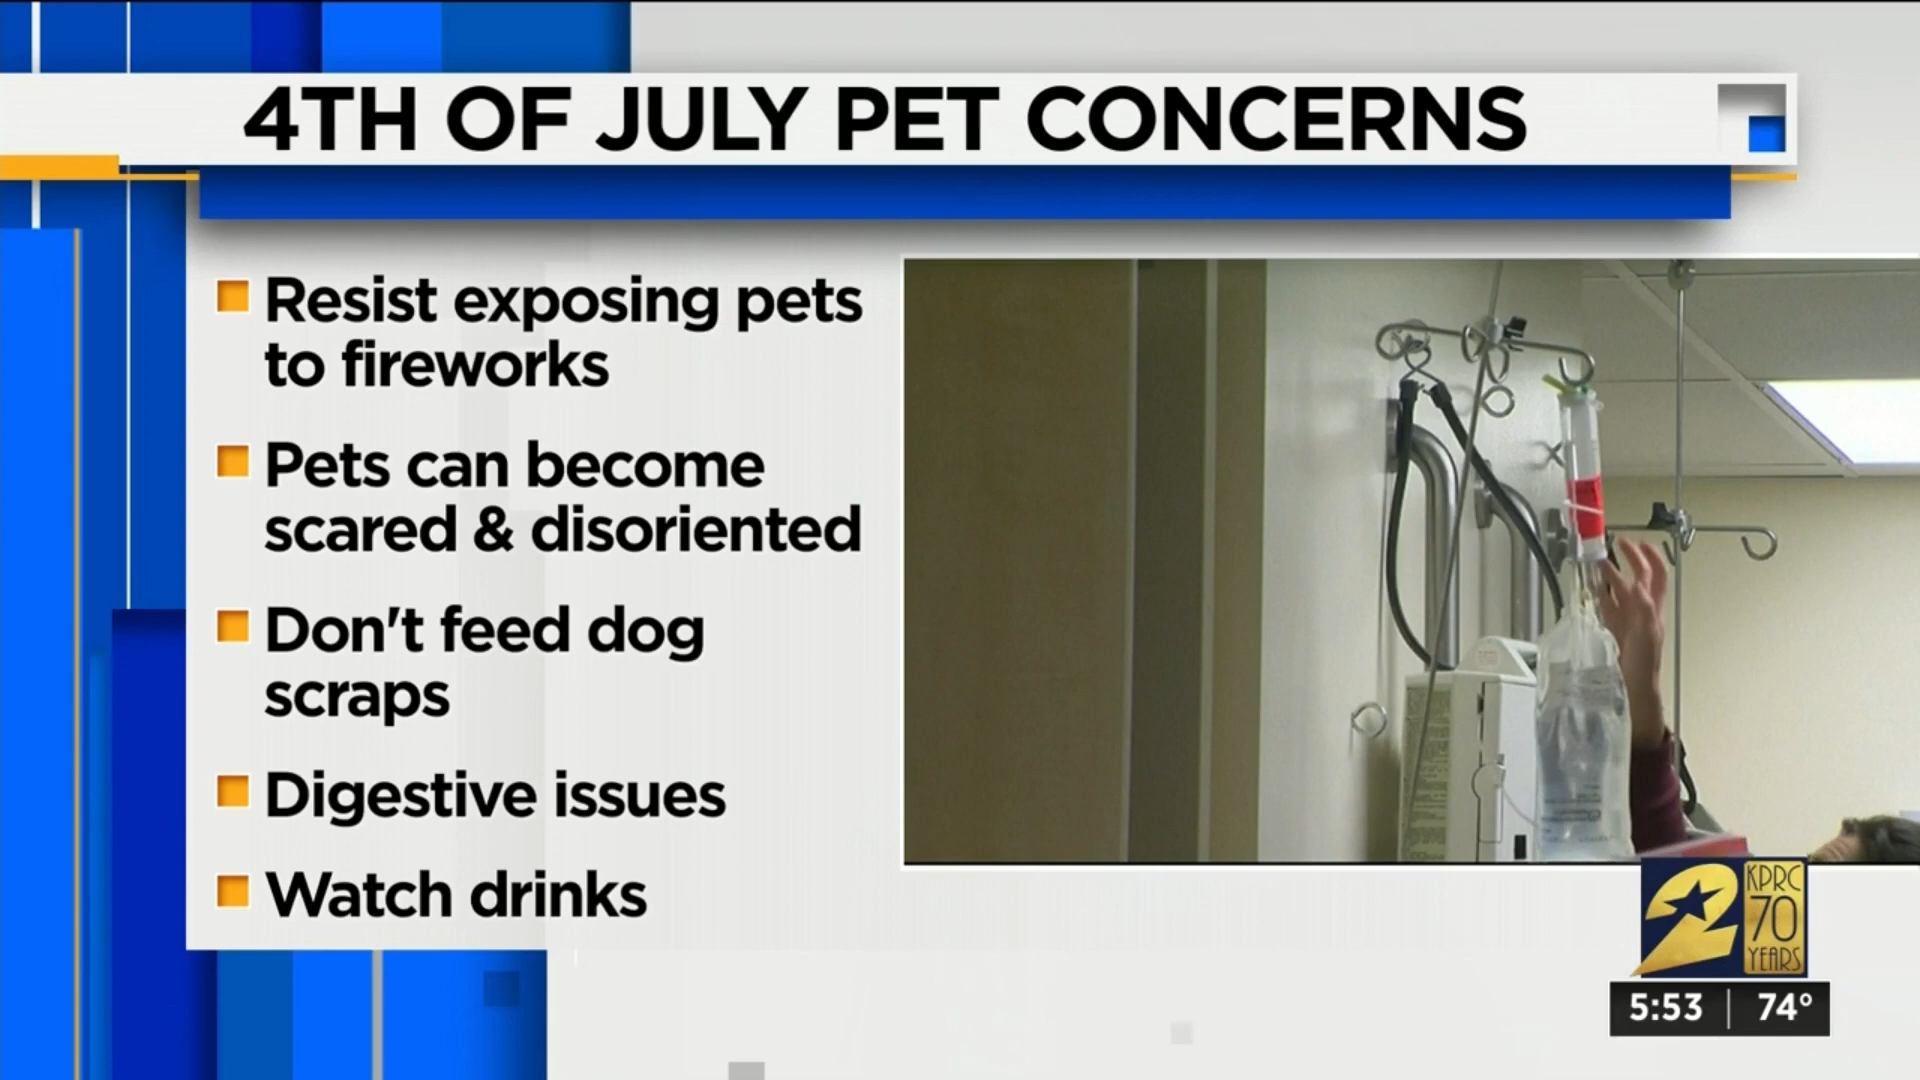 4TH OF JULY PET CONCERNS
Resist exposing pets
to fireworks
Pets can become
scared & disoriented
Don't feed dog
scraps
Digestive issues
Watch drinks
2
KPRC
70
YEARS
5:53 74°